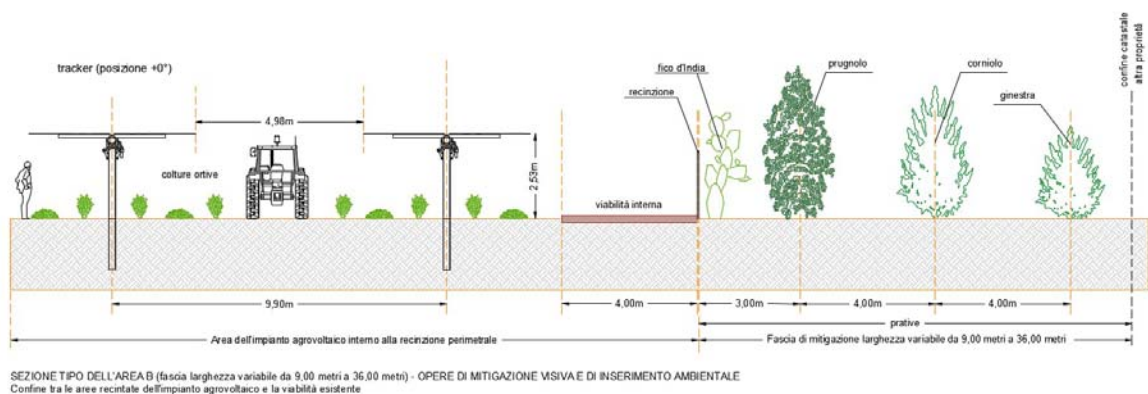 tracker (posizione +0°)
4,98m
colture ortive
2,53m
viabilità interna
fico d'India
recinzione
prugnolo
corniolo
ginestra
confine catastale
altra proprietà
9,90m
4,00m
3,00m
4,00m
4,00m
prative
Area dell'impianto agrovoltaico interno alla recinzione perimetrale
Fascia di mitigazione larghezza variabile da 9,00 metri a 36,00 metri
SEZIONE TIPO DELL'AREA B (fascia larghezza variabile da 9,00 metri a 36,00 metri) - OPERE DI MITIGAZIONE VISIVA E DI INSERIMENTO AMBIENTALE
Confine tra le aree recintate dell'impianto agrovoltaico e la viabilità esistente